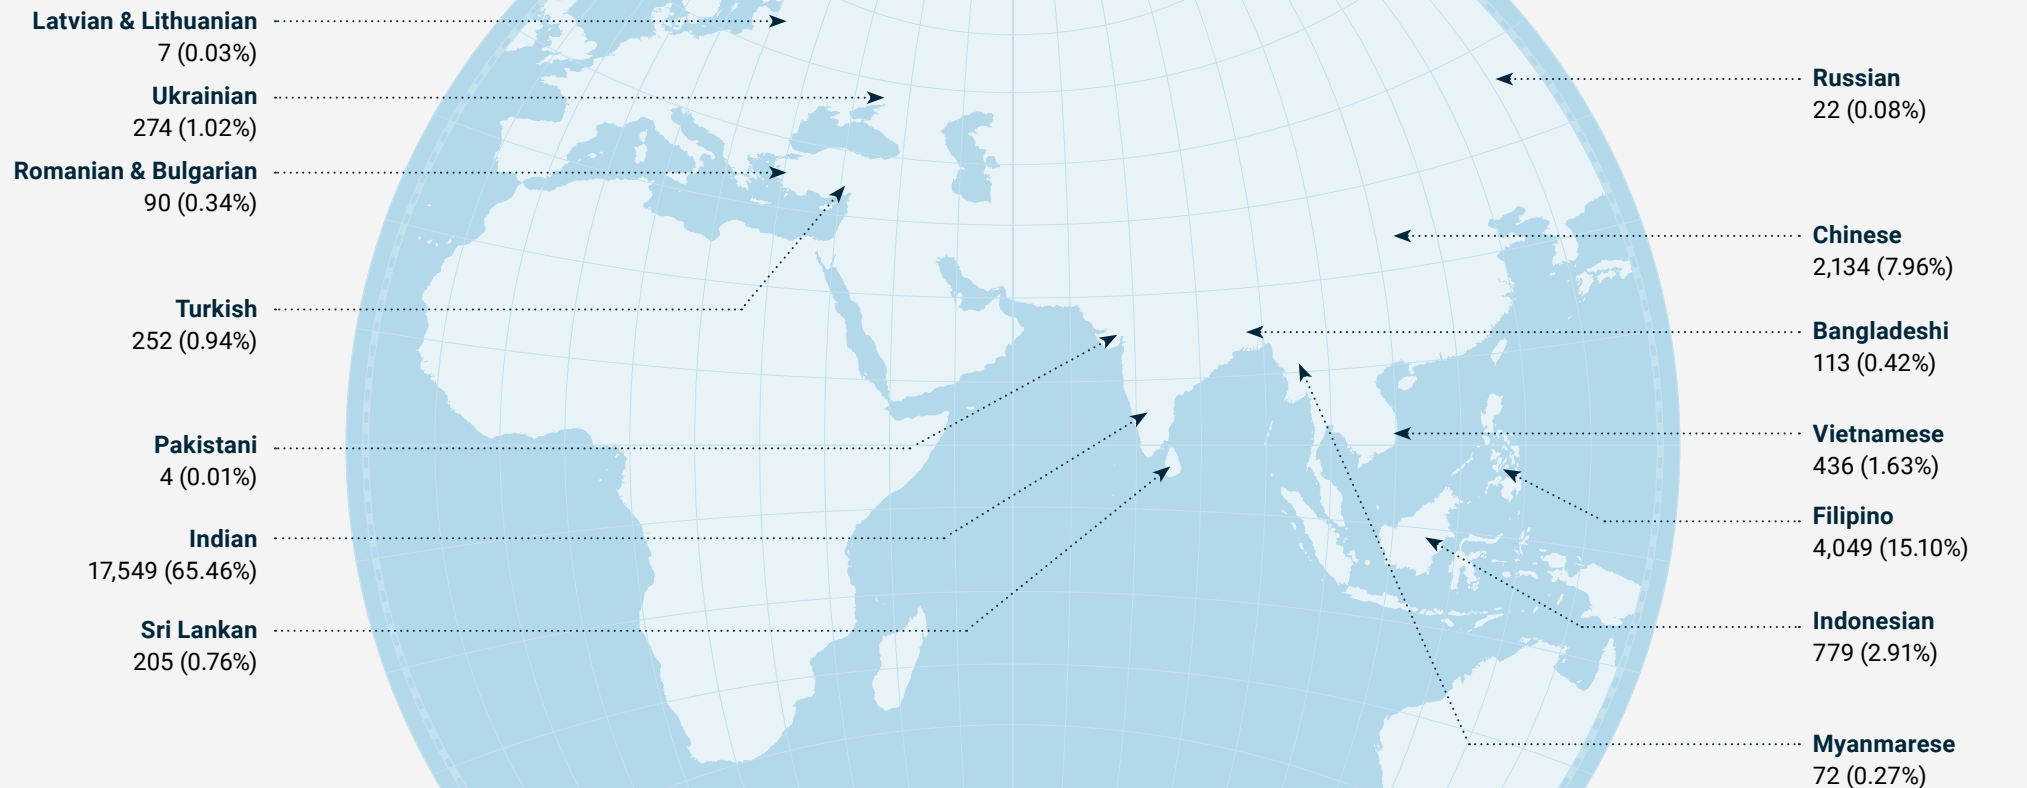 Latvian & Lithuanian
7 (0.03%)
Ukrainian
274 (1.02%)
Romanian & Bulgarian
90 (0.34%)
Turkish
252 (0.94%)
Pakistani
4 (0.01%)
Indian
17,549 (65.46%)
Sri Lankan
205 (0.76%)
Russian
22 (0.08%)
Chinese
2,134 (7.96%)
Bangladeshi
113 (0.42%)
Vietnamese
436 (1.63%)
Filipino
4,049 (15.10%)
Indonesian
779 (2.91%)
Myanmarese
72 (0.27%)